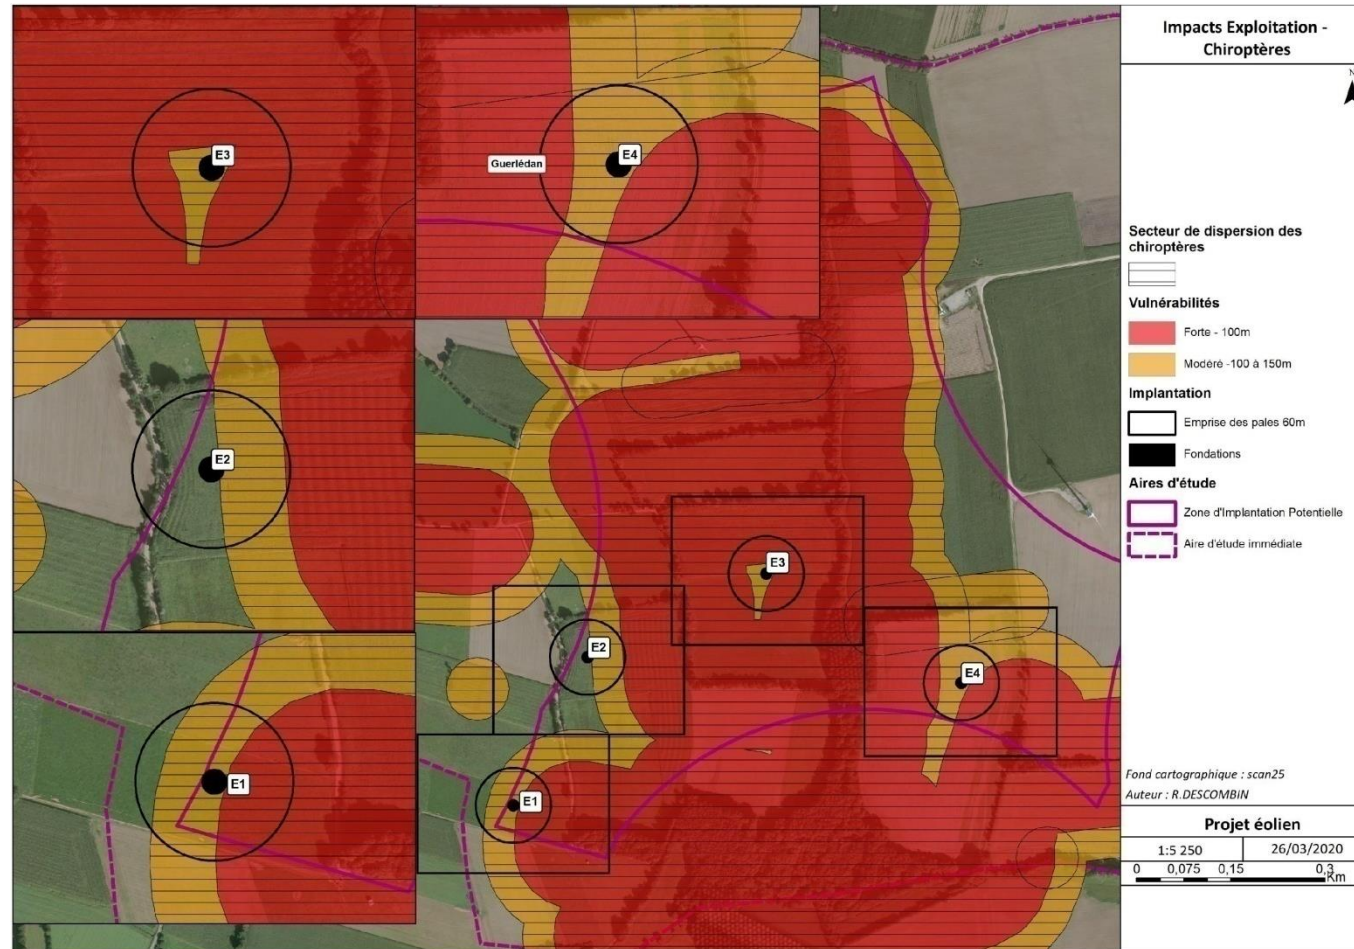 Impacts Exploitation -
Chiroptères
N
Secteur de dispersion des
chiroptères
Vulnérabilités
Forte - 100m
Modéré -100 à 150m
Implantation
Emprise des pales 60m
Fondations
Aires d'étude
Zone d'Implantation Potentielle
Aire d'étude immédiate
Fond cartographique : scan25
Auteur : R.DESCOMBIN
Projet éolien
1:5 250 26/03/2020
0 0,075 0,15 0,3
Km
E3
Guerlédan
E4
E2
E1
E3
E2
E4
E1